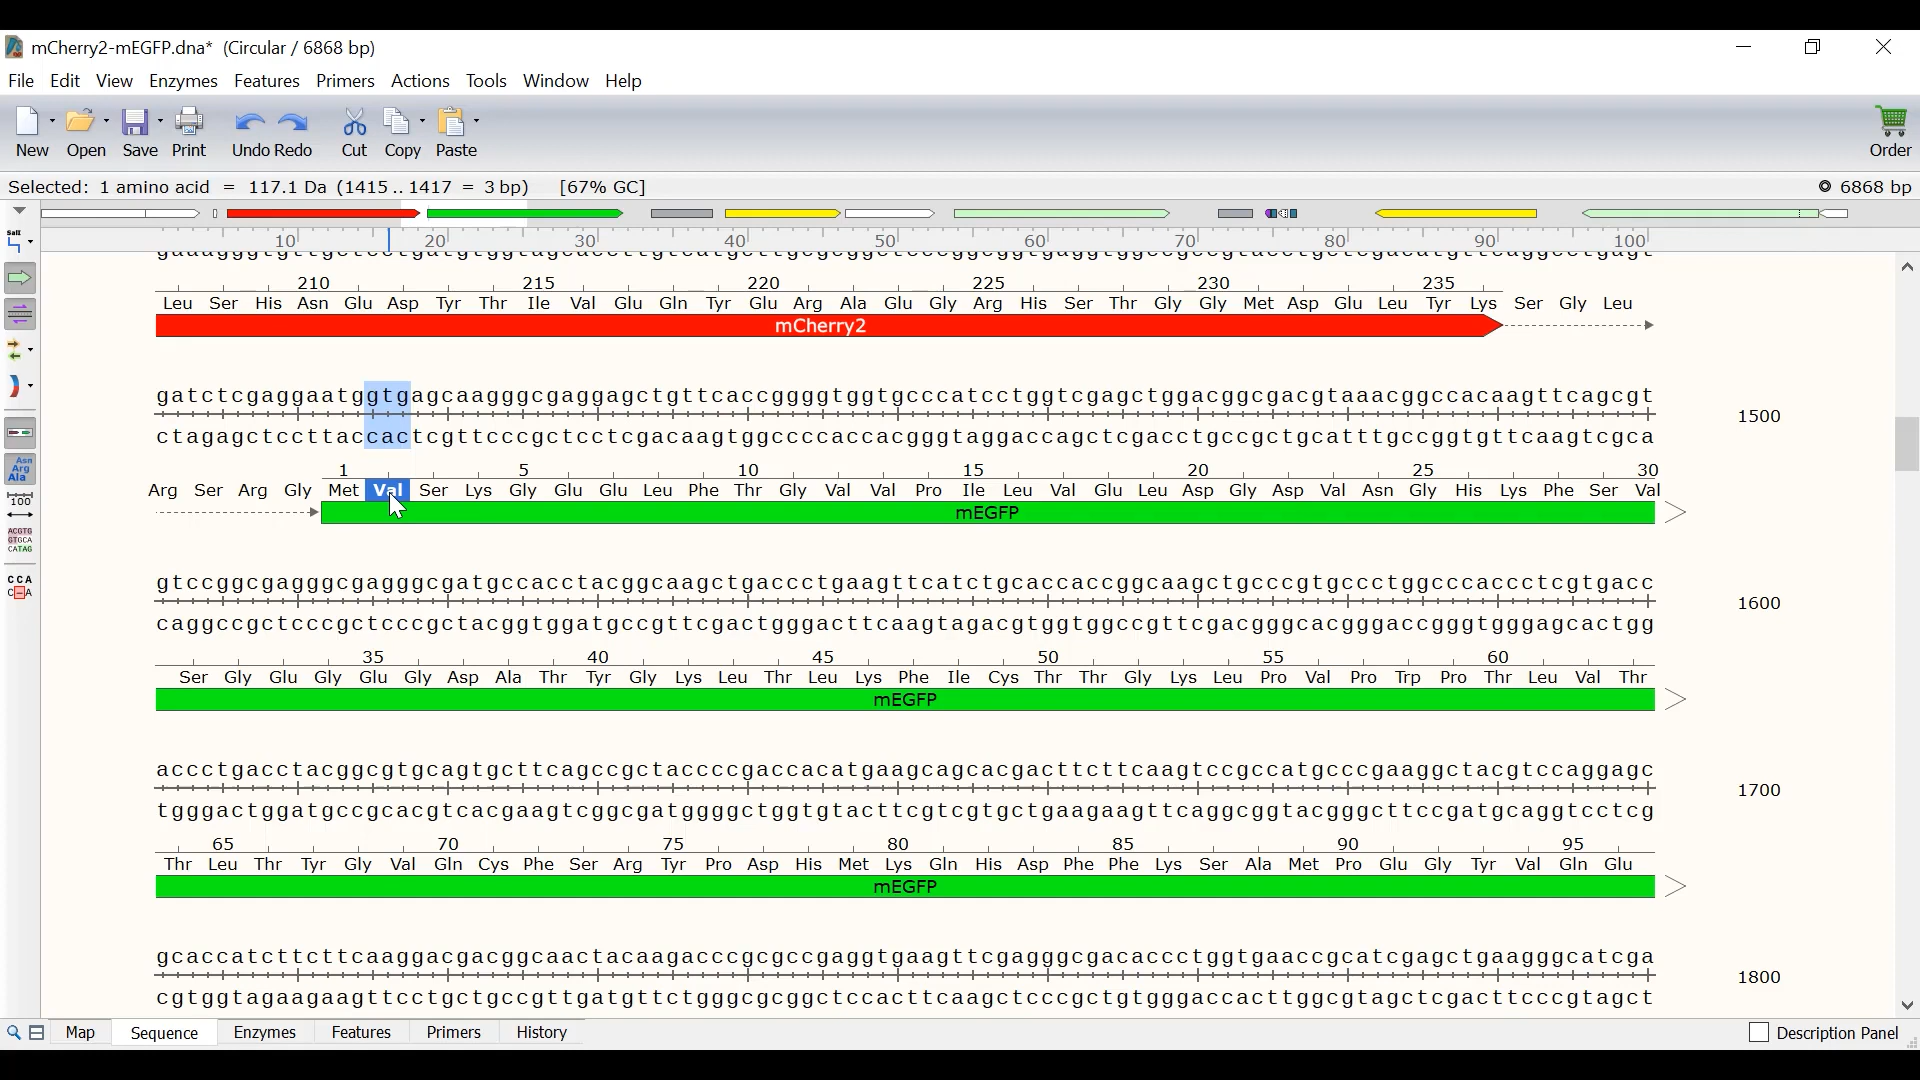 mCherry2-mEGFP.dna* (Circular / 6868 bp)
File Edit View Enzymes Features Primers Actions Tools Window Help
New Open Save Print Undo Redo Cut Copy Paste Order
Selected: 1 amino acid = 117.1 Da (1415 .. 1417 = 3 bp) [67% GC] 6868 bp
SalI
10 20 30 40 50 60 70 80 90 100
210 215 220 225 230 235
Leu Ser His Asn Glu Asp Tyr Thr Ile Val Glu Gln Tyr Glu Arg Ala Glu Gly Arg His Ser Thr Gly Gly Met Asp Glu Leu Tyr Lys Ser Gly Leu
mCherry2
gatctcgaggaatggtgagcaagggcgaggagctgttcaccggggtggtgcccatcctggtcgagctggacggcgacgtaaacggccacaagttcagcgt
1500
ctagagctccttaccactcgttcccgctcctcgacaagtggccccaccacgggtaggaccagctcgacctgccgctgcatttgccggtgttcaagtcgca
1 5 10 15 20 25 30
Arg Ser Arg Gly Met Val Ser Lys Gly Glu Glu Leu Phe Thr Gly Val Val Pro Ile Leu Val Glu Leu Asp Gly Asp Val Asn Gly His Lys Phe Ser Val
mEGFP
gtccggcgagggcgagggcgatgccacctacggcaagctgaccctgaagttcatctgcaccaccggcaagctgcccgtgccctggcccaccctcgtgacc
1600
caggccgctcccgctcccgctacggtggatgccgttcgactgggacttcaagtagacgtggtggccgttcgacgggcacgggaccgggtgggagcactgg
35 40 45 50 55 60
Ser Gly Glu Gly Glu Gly Asp Ala Thr Tyr Gly Lys Leu Thr Leu Lys Phe Ile Cys Thr Thr Gly Lys Leu Pro Val Pro Trp Pro Thr Leu Val Thr
mEGFP
accctgacctacggcgtgcagtgcttcagccgctaccccgaccacatgaagcagcacgacttcttcaagtccgccatgcccgaaggctacgtccaggagc
1700
tgggactggatgccgcacgtcacgaagtcggcgatggggctggtgtacttcgtcgtgctgaagaagttcaggcggtacgggcttccgatgcaggtcctcg
65 70 75 80 85 90 95
Thr Leu Thr Tyr Gly Val Gln Cys Phe Ser Arg Tyr Pro Asp His Met Lys Gln His Asp Phe Phe Lys Ser Ala Met Pro Glu Gly Tyr Val Gln Glu
mEGFP
gcaccatcttcttcaaggacgacggcaactacaagacccgcgccgaggtgaagttcgagggcgacaccctggtgaaccgcatcgagctgaagggcatcga
1800
cgtggtagaagaagttcctgctgccgttgatgttctgggcgcggctccacttcaagctcccgctgtgggaccacttggcgtagctcgacttcccgtagct
Asn
Arg
Ala
100
ACGTG
GTGCA
CATAG
CCA
C–A
Map Sequence Enzymes Features Primers History Description Panel